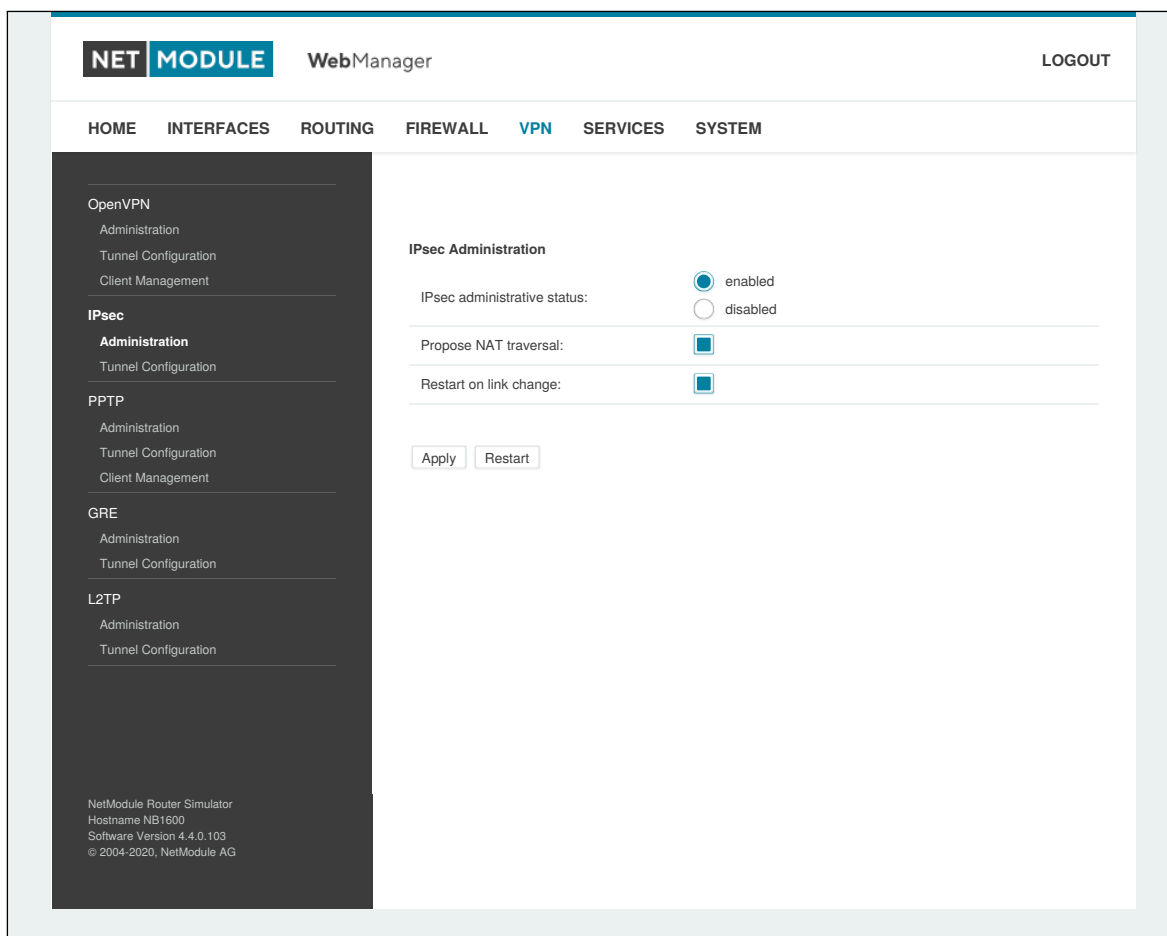 NET MODULE WebManager LOGOUT
HOME INTERFACES ROUTING FIREWALL VPN SERVICES SYSTEM
OpenVPN
Administration
Tunnel Configuration
Client Management
IPsec
Administration
Tunnel Configuration
PPTP
Administration
Tunnel Configuration
Client Management
GRE
Administration
Tunnel Configuration
L2TP
Administration
Tunnel Configuration
NetModule Router Simulator
Hostname NB1600
Software Version 4.4.0.103
© 2004-2020, NetModule AG
IPsec Administration
IPsec administrative status:
enabled
disabled
Propose NAT traversal:
Restart on link change:
Apply Restart